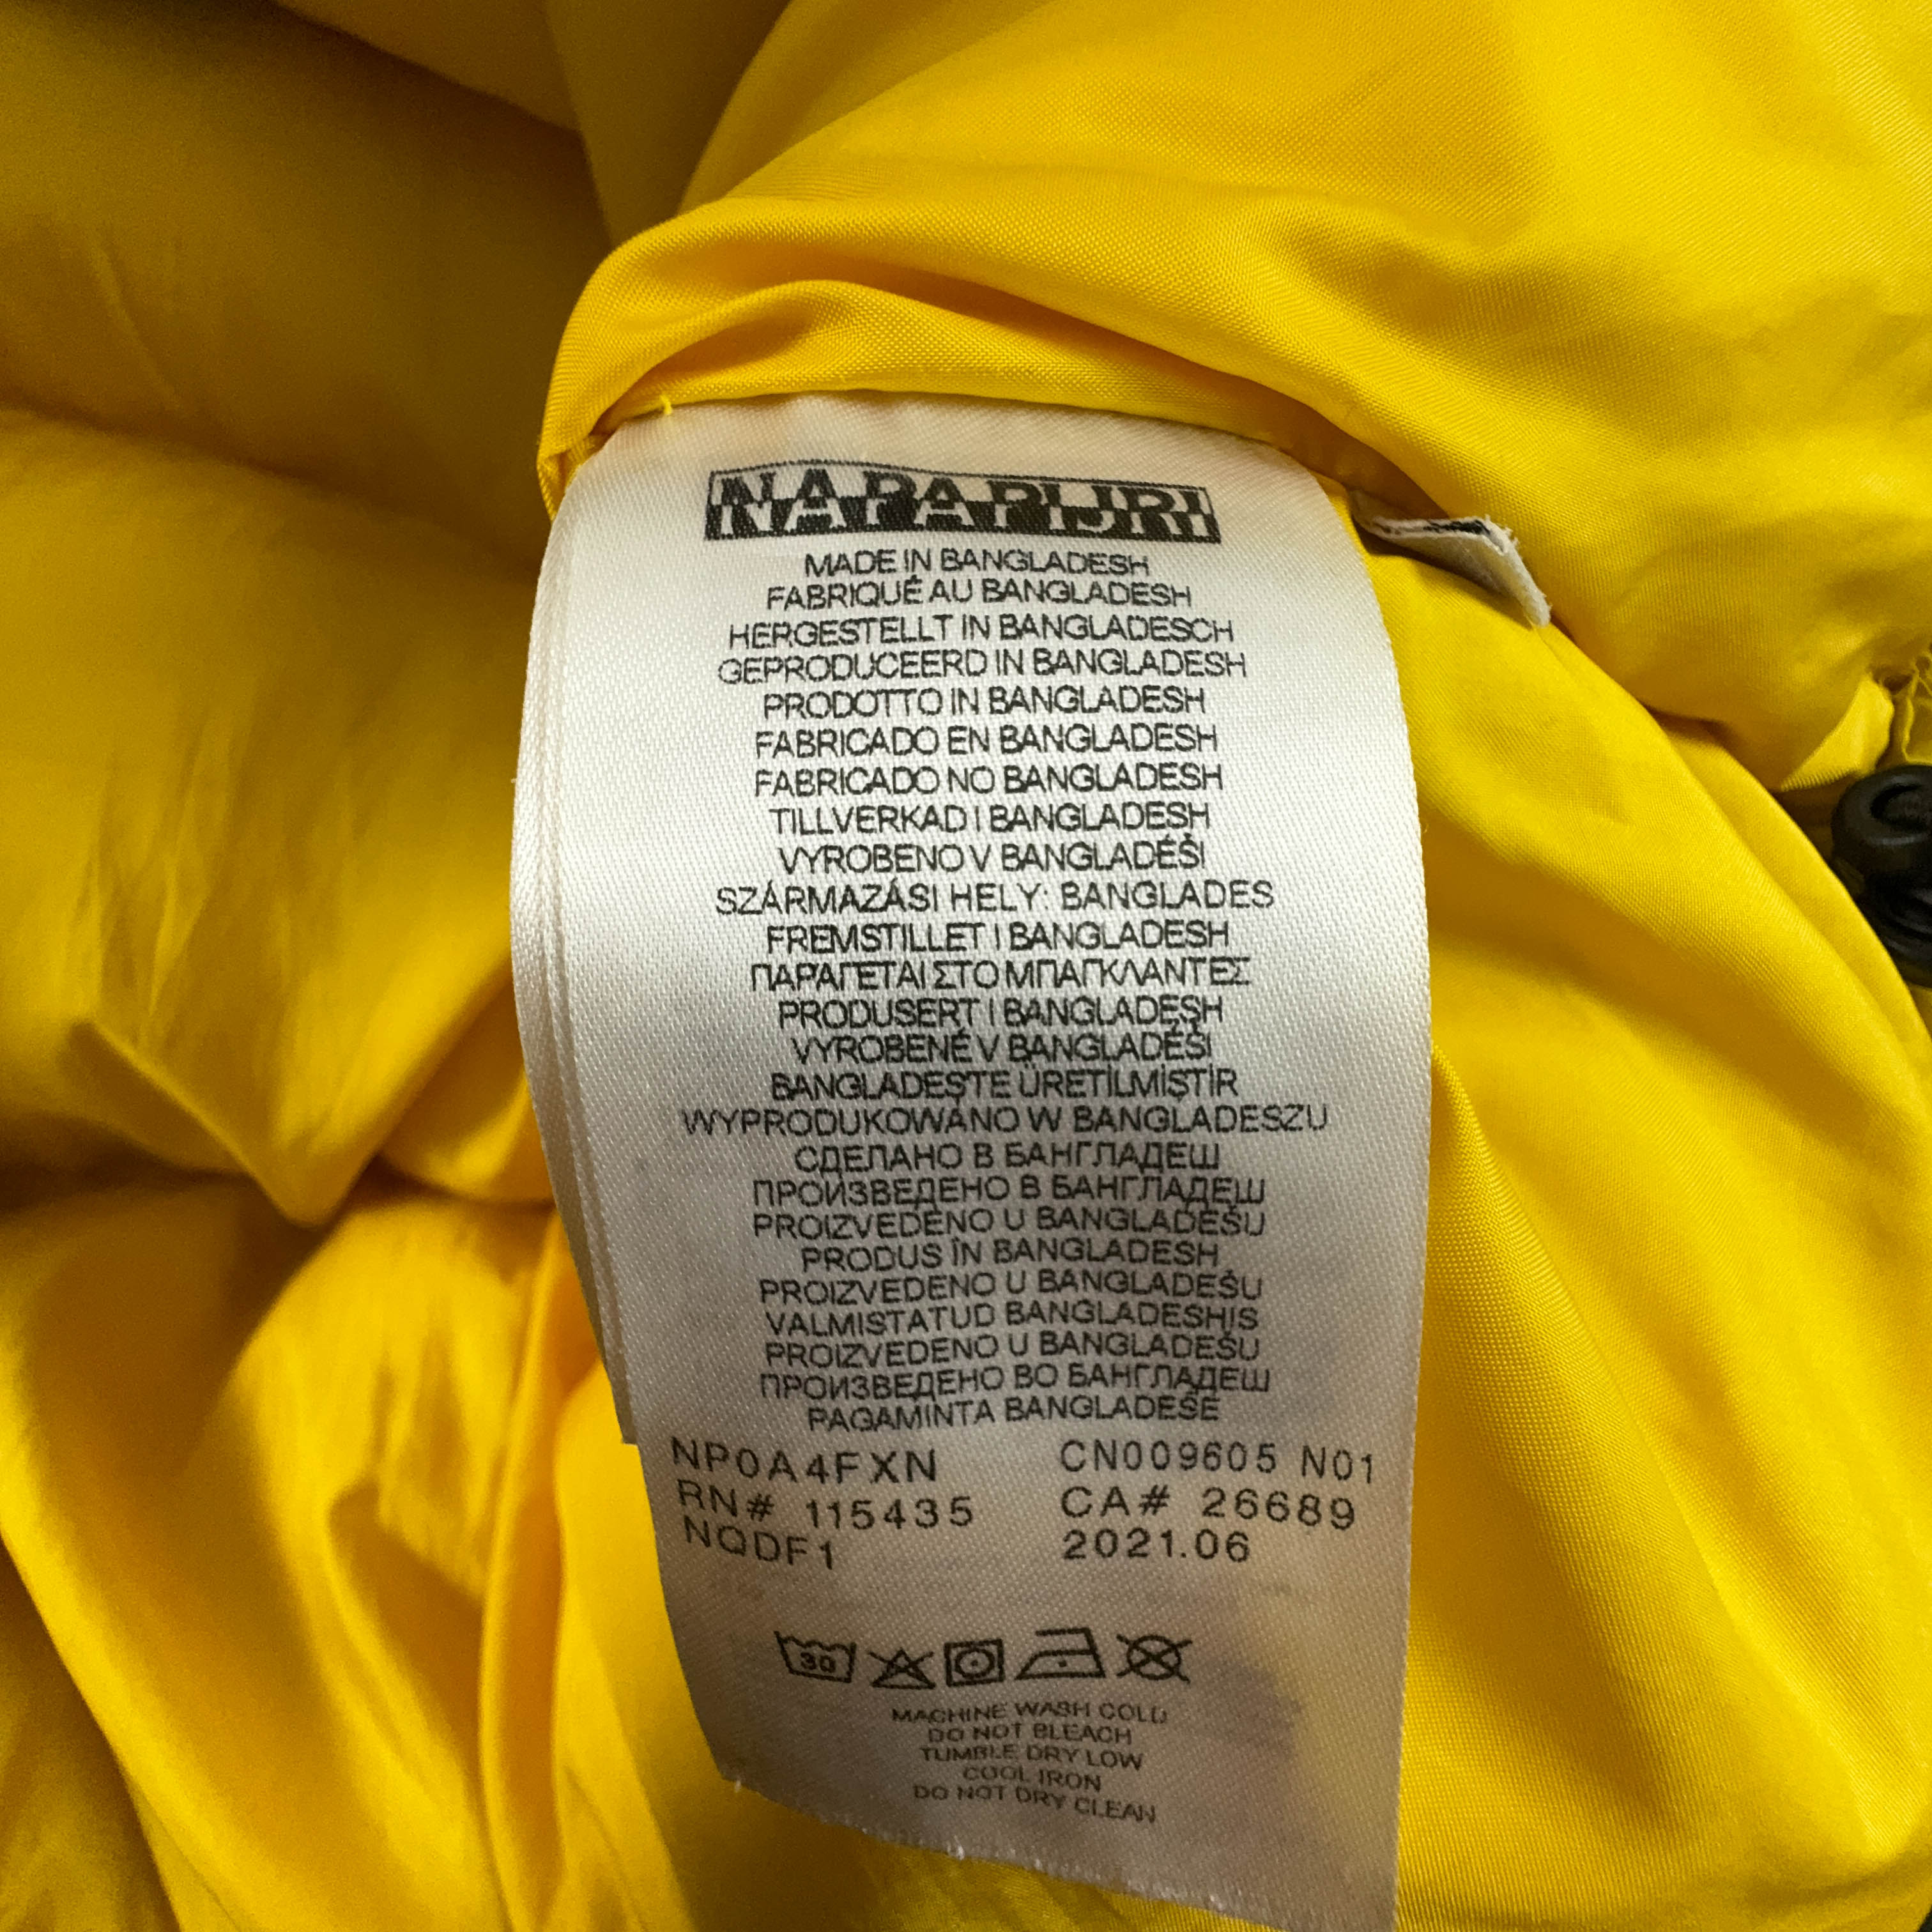 NAPAPIJRI
MADE IN BANGLADESH
FABRIQUÉ AU BANGLADESH
HERGESTELLT IN BANGLADESCH
GEPRODUCEERD IN BANGLADESH
PRODOTTO IN BANGLADESH
FABRICADO EN BANGLADESH
FABRICADO NO BANGLADESH
TILLVERKAD I BANGLADESH
VYROBENO V BANGLADÉŠI
SZÁRMAZÁSI HELY: BANGLADES
FREMSTILLET I BANGLADESH
ΠΑΡΑΓΕΤΑΙ ΣΤΟ ΜΠΑΓΚΛΑΝΤΕΣ
PRODUSERT I BANGLADESH
VYROBENÉ V BANGLADÉŠI
BANGLADEŞTE ÜRETİLMİŞTİR
WYPRODUKOWANO W BANGLADESZU
СДЕЛАНО В БАНГЛАДЕШ
ПРОИЗВЕДЕНО В БАНГЛАДЕШ
PROIZVEDENO U BANGLADEŠU
PRODUS ÎN BANGLADESH
PROIZVEDENO U BANGLADEŠU
VALMISTATUD BANGLADESHIS
PROIZVEDENO U BANGLADEŠU
ПРОИЗВЕДЕНО ВО БАНГЛАДЕШ
PAGAMINTA BANGLADEŠE
NP0A4FXN CN009605 N01
RN# 115435 CA# 26689
NQDF1 2021.06
30
MACHINE WASH COLD
DO NOT BLEACH
TUMBLE DRY LOW
COOL IRON
DO NOT DRY CLEAN